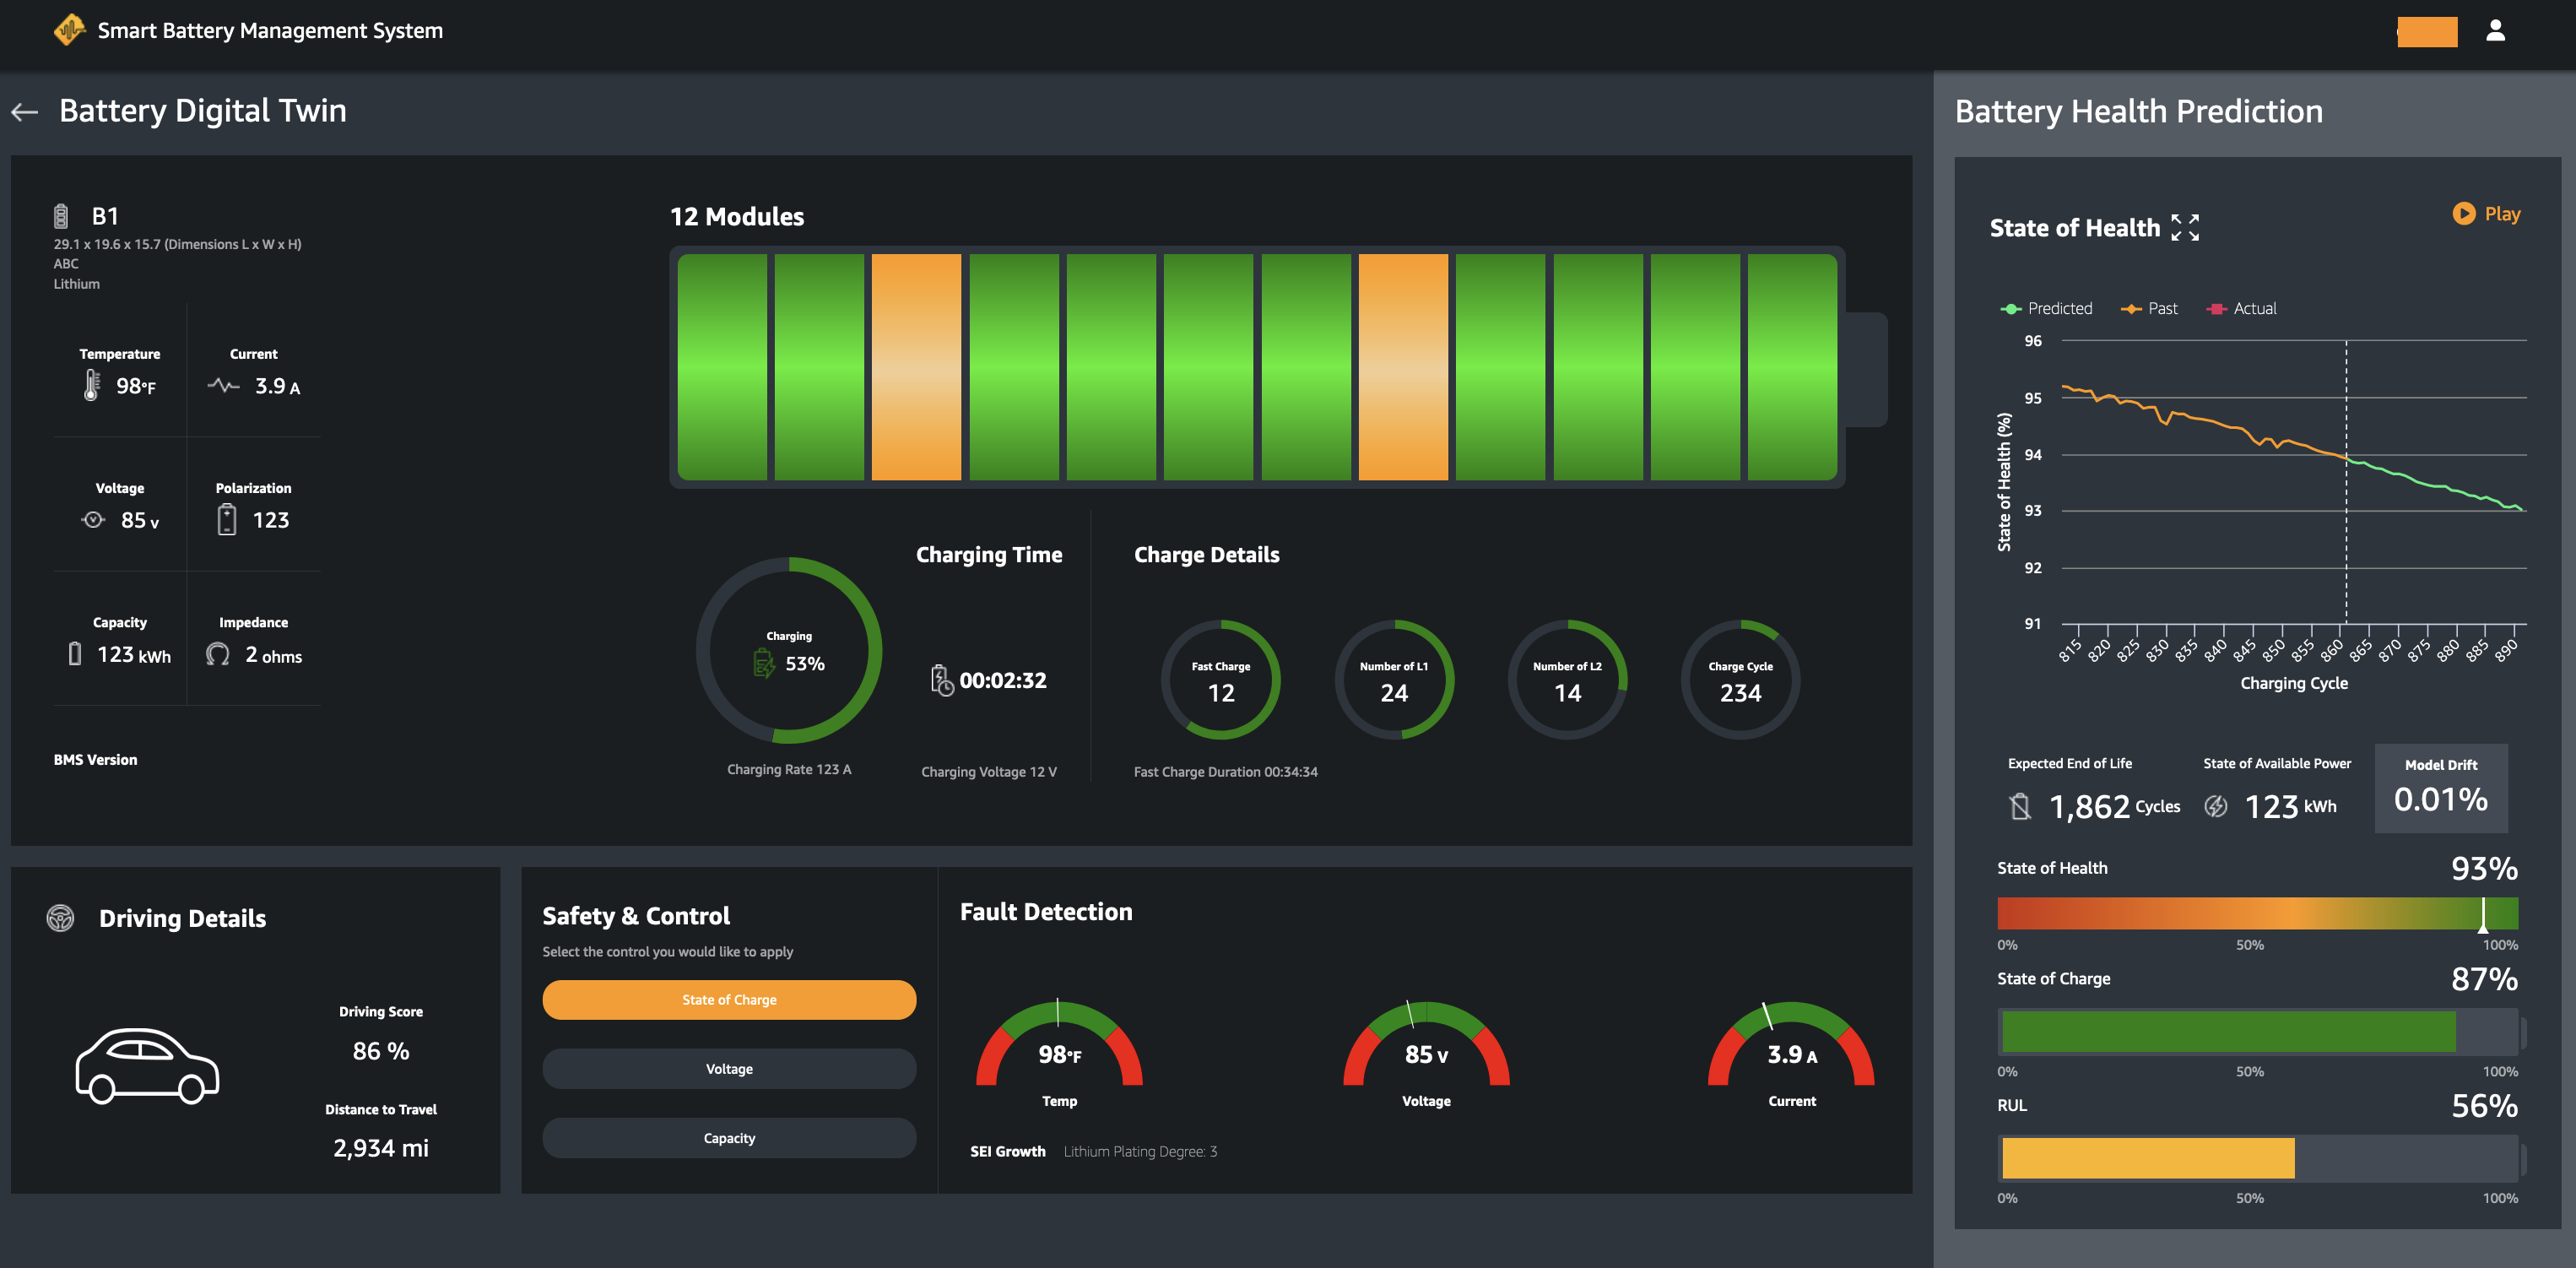 Smart Battery Management System
Battery Digital Twin
B1
29.1 x 19.6 x 15.7 (Dimensions L x W x H)
ABC
Lithium
Temperature
98°F
Current
3.9 A
Voltage
85 v
Polarization
123
Capacity
123 kWh
Impedance
2 ohms
BMS Version
12 Modules
Charging
53%
Charging Rate 123 A
Charging Time
00:02:32
Charging Voltage 12 V
Charge Details
Fast Charge
12
Number of L1
24
Number of L2
14
Charge Cycle
234
Fast Charge Duration 00:34:34
Driving Details
Driving Score
86 %
Distance to Travel
2,934 mi
Safety & Control
Select the control you would like to apply
State of Charge
Voltage
Capacity
Fault Detection
98°F
Temp
85 V
Voltage
3.9 A
Current
SEI Growth Lithium Plating Degree: 3
Battery Health Prediction
State of Health
Play
Predicted Past Actual
State of Health (%)
96
95
94
93
92
91
815 820 825 830 835 840 845 850 855 860 865 870 875 880 885 890
Charging Cycle
Expected End of Life
1,862 Cycles
State of Available Power
123 kWh
Model Drift
0.01%
State of Health 93%
0% 50% 100%
State of Charge 87%
0% 50% 100%
RUL 56%
0% 50% 100%